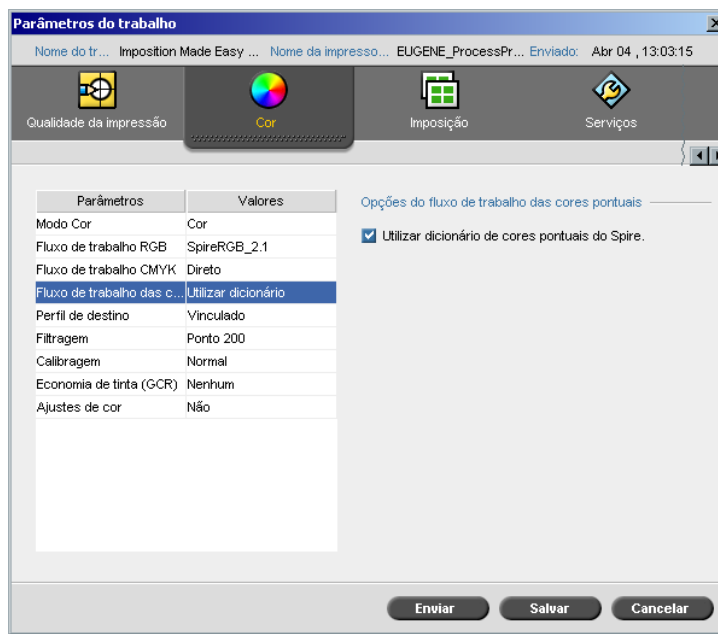 Parâmetros do trabalho
Nome do tr... Imposition Made Easy ... Nome da impresso... EUGENE_ProcessPr... Enviado: Abr 04 , 13:03:15
Qualidade da impressão Cor Imposição Serviços
Parâmetros Valores
Modo Cor Cor
Fluxo de trabalho RGB SpireRGB_2.1
Fluxo de trabalho CMYK Direto
Fluxo de trabalho das c... Utilizar dicionário
Perfil de destino Vinculado
Filtragem Ponto 200
Calibragem Normal
Economia de tinta (GCR) Nenhum
Ajustes de cor Não
Opções do fluxo de trabalho das cores pontuais
Utilizar dicionário de cores pontuais do Spire.
Enviar Salvar Cancelar